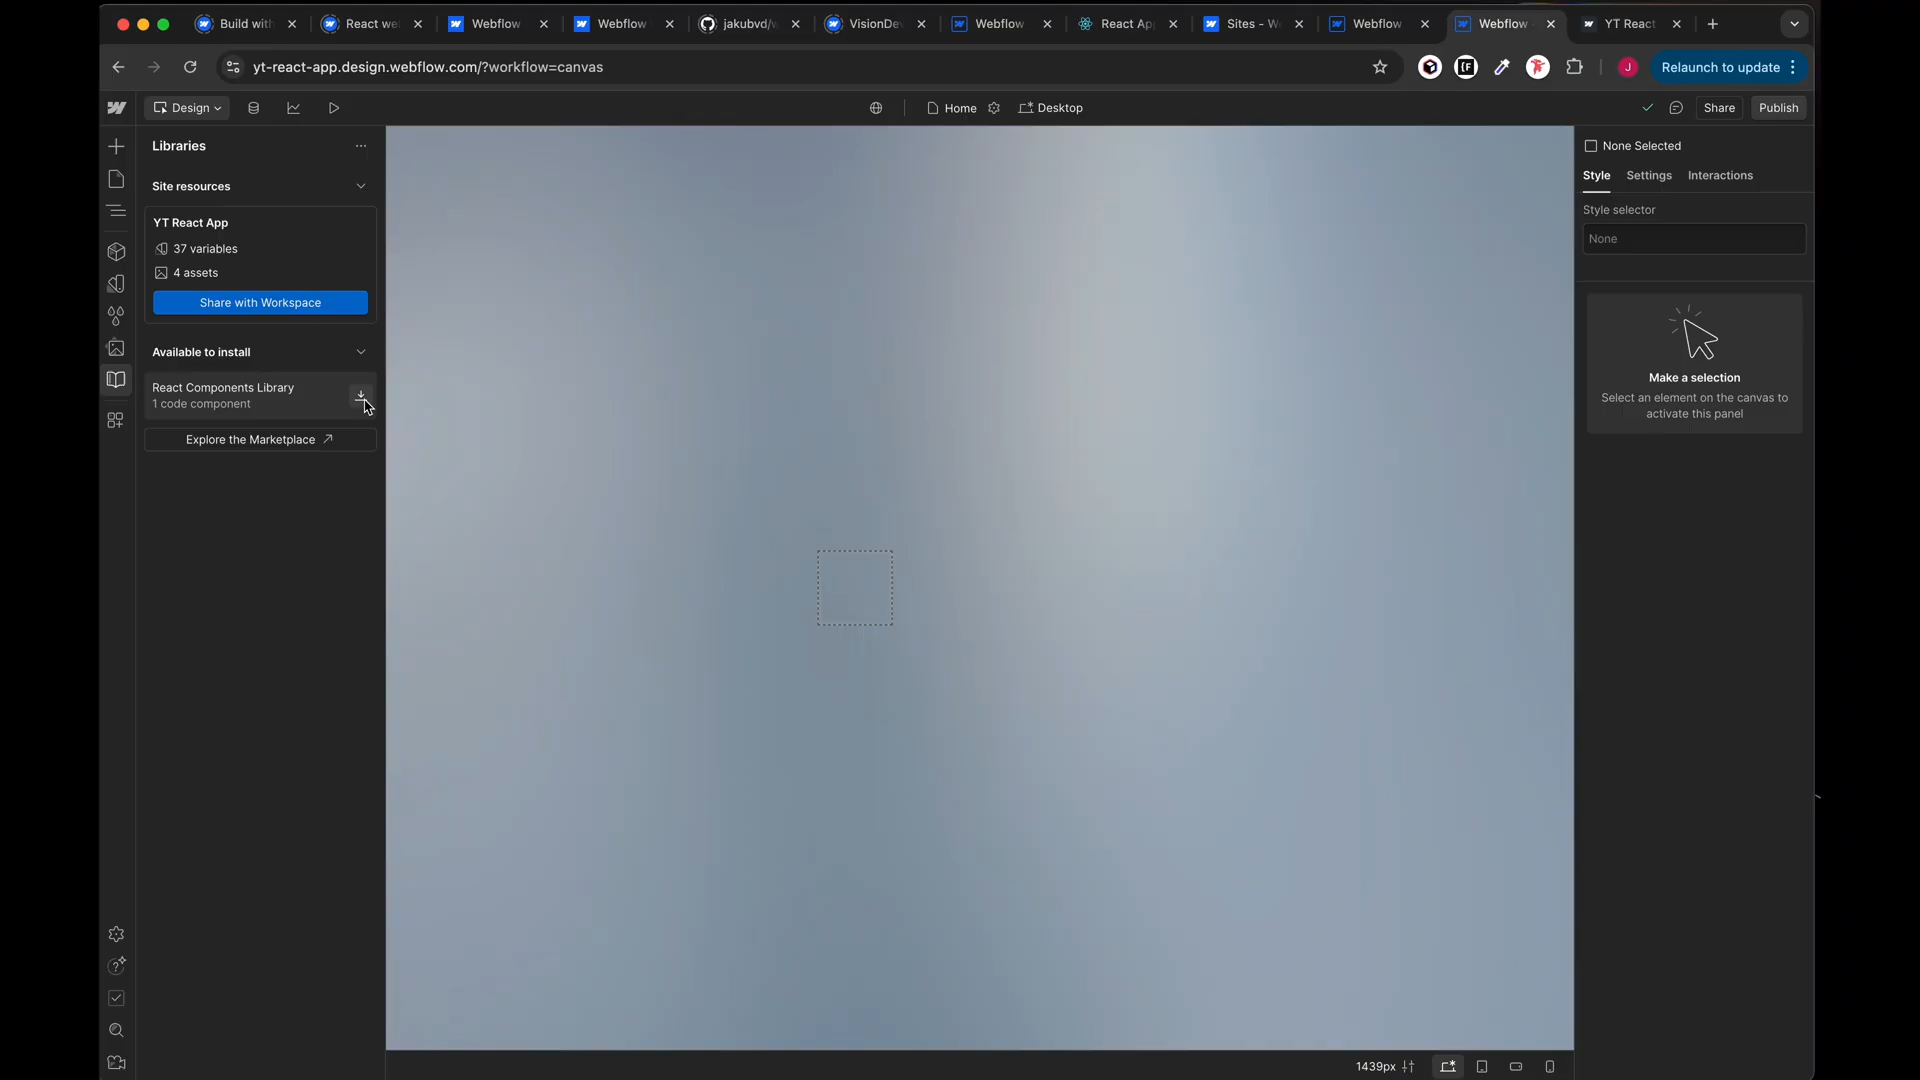 Build with
React we
Webflow
Webflow
jakubvd/w
VisionDev
Webflow
React Ap
Sites - W
Webflow
Webflow
YT React
yt-react-app.design.webflow.com/?workflow=canvas
J
Relaunch to update
Design
Home
Desktop
Share
Publish
Libraries
Site resources
YT React App
37 variables
4 assets
Share with Workspace
Available to install
React Components Library
1 code component
Explore the Marketplace
None Selected
Style
Settings
Interactions
Style selector
None
Make a selection
Select an element on the canvas to
activate this panel
1439px